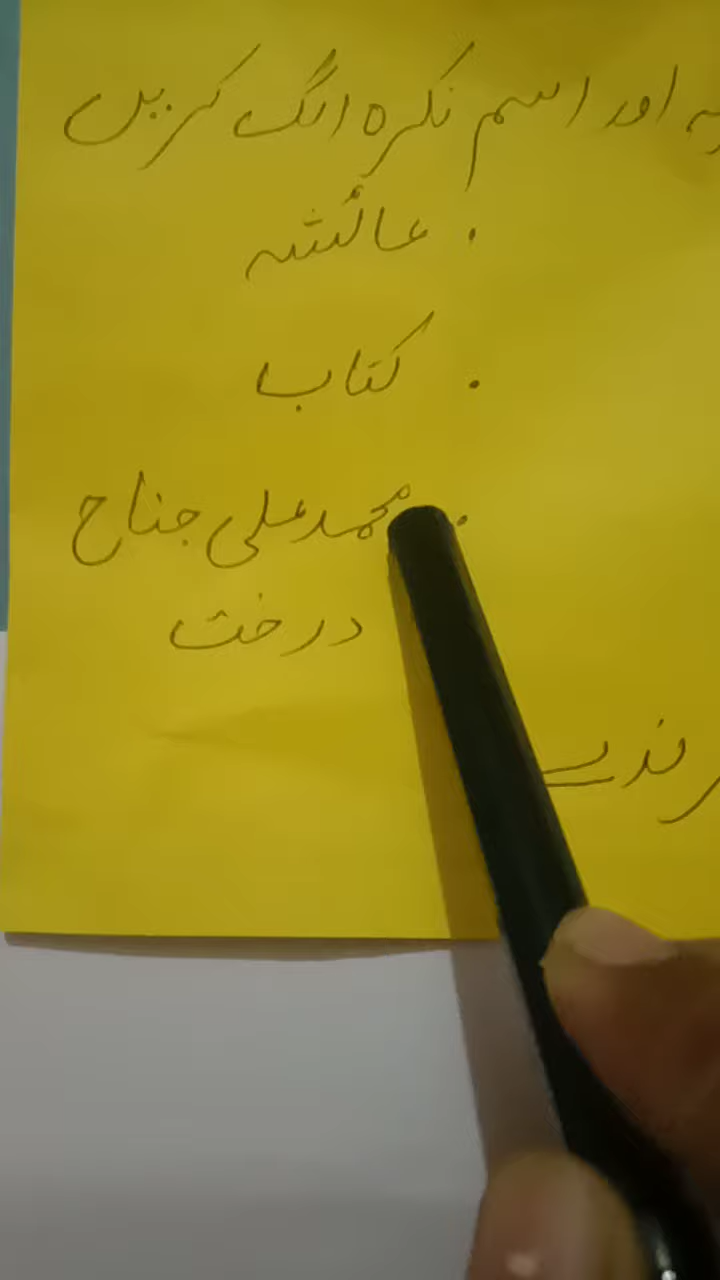 اور اسم نکرہ الگ کریں
. عائشہ
. کتاب
. محمد علی جناح
درخت